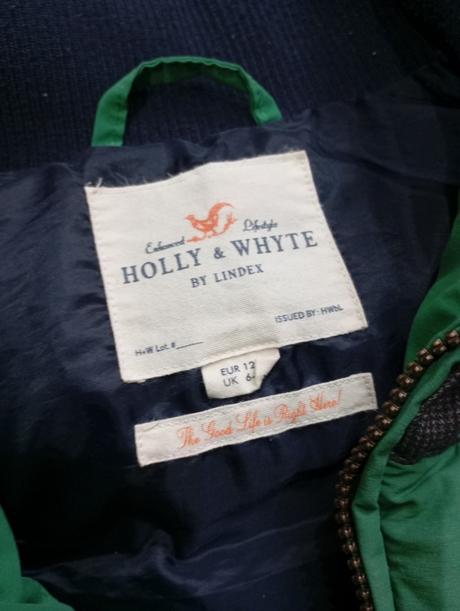 Enhanced Lifestyle
HOLLY & WHYTE
BY LINDEX
H+W Lot. #
ISSUED BY: HWbL
EUR 12
UK 6-
The Good Life is Right Here!